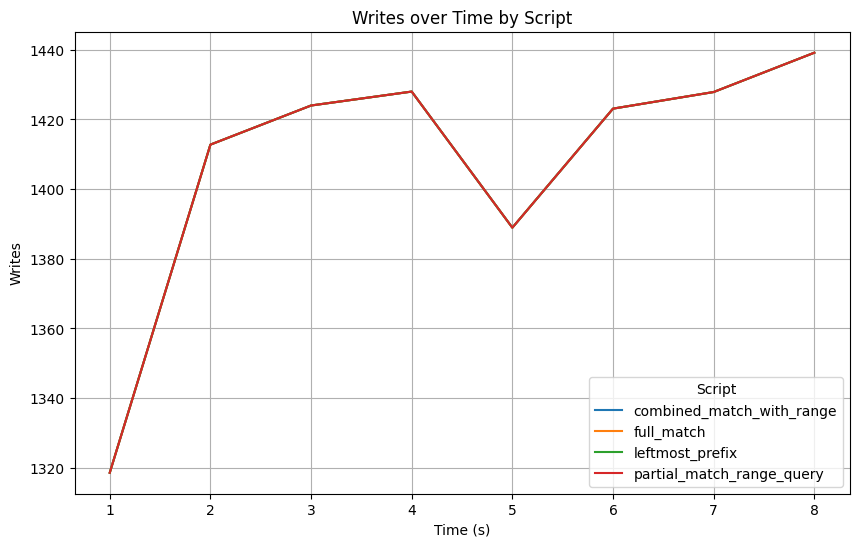 Writes over Time by Script
1440
1420
1400
1380
1360
1340
1320
Writes
1 2 3 4 5 6 7 8
Time (s)
Script
combined_match_with_range
full_match
leftmost_prefix
partial_match_range_query